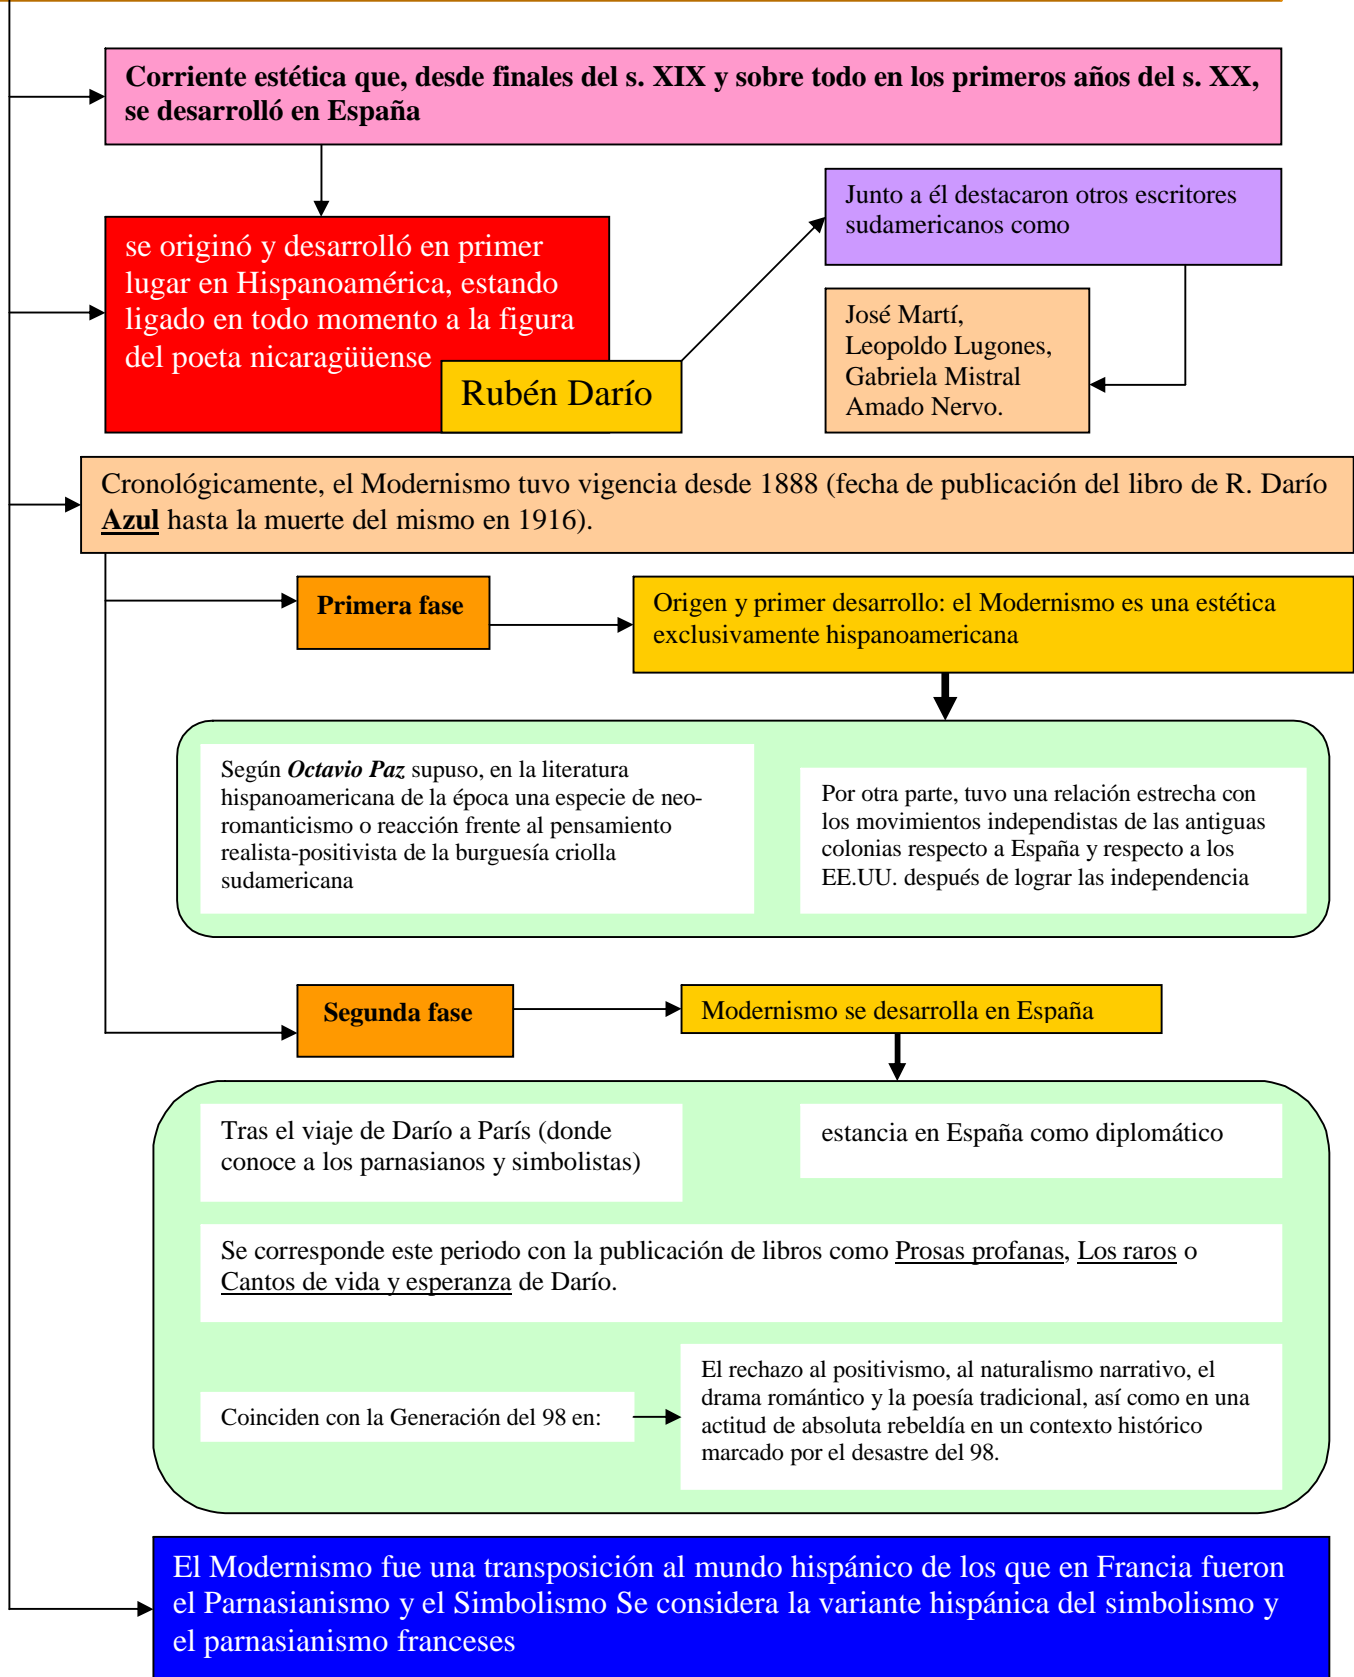 Corriente estética que, desde finales del s. XIX y sobre todo en los primeros años del s. XX,
se desarrolló en España
Junto a él destacaron otros escritores
sudamericanos como
se originó y desarrolló en primer
lugar en Hispanoamérica, estando
ligado en todo momento a la figura
del poeta nicaragüüense
Rubén Darío
José Martí,
Leopoldo Lugones,
Gabriela Mistral
Amado Nervo.
Cronológicamente, el Modernismo tuvo vigencia desde 1888 (fecha de publicación del libro de R. Darío
Azul hasta la muerte del mismo en 1916).
Primera fase
Origen y primer desarrollo: el Modernismo es una estética
exclusivamente hispanoamericana
Según Octavio Paz supuso, en la literatura
hispanoamericana de la época una especie de neo-
romanticismo o reacción frente al pensamiento
realista-positivista de la burguesía criolla
sudamericana
Por otra parte, tuvo una relación estrecha con
los movimientos independistas de las antiguas
colonias respecto a España y respecto a los
EE.UU. después de lograr las independencia
Segunda fase
Modernismo se desarrolla en España
Tras el viaje de Darío a París (donde
conoce a los parnasianos y simbolistas)
estancia en España como diplomático
Se corresponde este periodo con la publicación de libros como Prosas profanas, Los raros o
Cantos de vida y esperanza de Darío.
Coinciden con la Generación del 98 en:
El rechazo al positivismo, al naturalismo narrativo, el
drama romántico y la poesía tradicional, así como en una
actitud de absoluta rebeldía en un contexto histórico
marcado por el desastre del 98.
El Modernismo fue una transposición al mundo hispánico de los que en Francia fueron
el Parnasianismo y el Simbolismo Se considera la variante hispánica del simbolismo y
el parnasianismo franceses